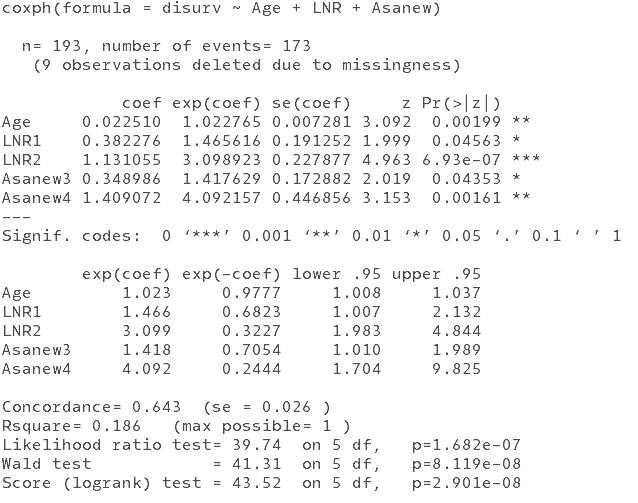 coxph(formula = disurv ~ Age + LNR + Asanew)
n= 193, number of events= 173
(9 observations deleted due to missingness)
coef exp(coef) se(coef) z Pr(>|z|)
Age 0.022510 1.022765 0.007281 3.092 0.00199 **
LNR1 0.382276 1.465616 0.191252 1.999 0.04563 *
LNR2 1.131055 3.098923 0.227877 4.963 6.93e-07 ***
Asanew3 0.348986 1.417629 0.172882 2.019 0.04353 *
Asanew4 1.409072 4.092157 0.446856 3.153 0.00161 **
---
Signif. codes: 0 ‘***’ 0.001 ‘**’ 0.01 ‘*’ 0.05 ‘.’ 0.1 ‘ ’ 1
exp(coef) exp(-coef) lower .95 upper .95
Age 1.023 0.9777 1.008 1.037
LNR1 1.466 0.6823 1.007 2.132
LNR2 3.099 0.3227 1.983 4.844
Asanew3 1.418 0.7054 1.010 1.989
Asanew4 4.092 0.2444 1.704 9.825
Concordance= 0.643 (se = 0.026 )
Rsquare= 0.186 (max possible= 1 )
Likelihood ratio test= 39.74 on 5 df, p=1.682e-07
Wald test = 41.31 on 5 df, p=8.119e-08
Score (logrank) test = 43.52 on 5 df, p=2.901e-08